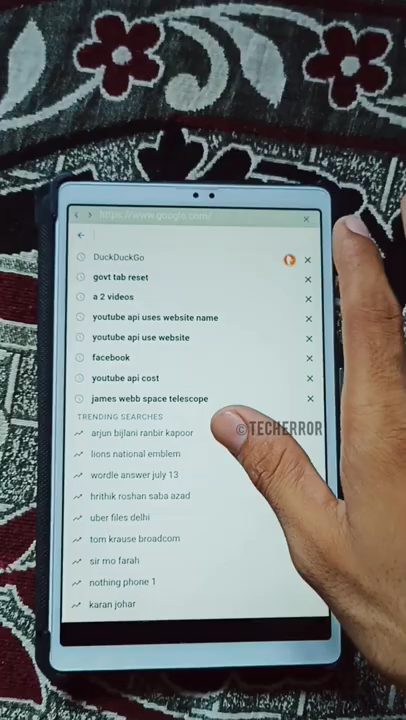 https://www.google.com/
DuckDuckGo
govt tab reset
a 2 videos
youtube api uses website name
youtube api use website
facebook
youtube api cost
james webb space telescope
TRENDING SEARCHES
arjun bijlani ranbir kapoor
©TECHERROR
lions national emblem
wordle answer july 13
hrithik roshan saba azad
uber files delhi
tom krause broadcom
sir mo farah
nothing phone 1
karan johar